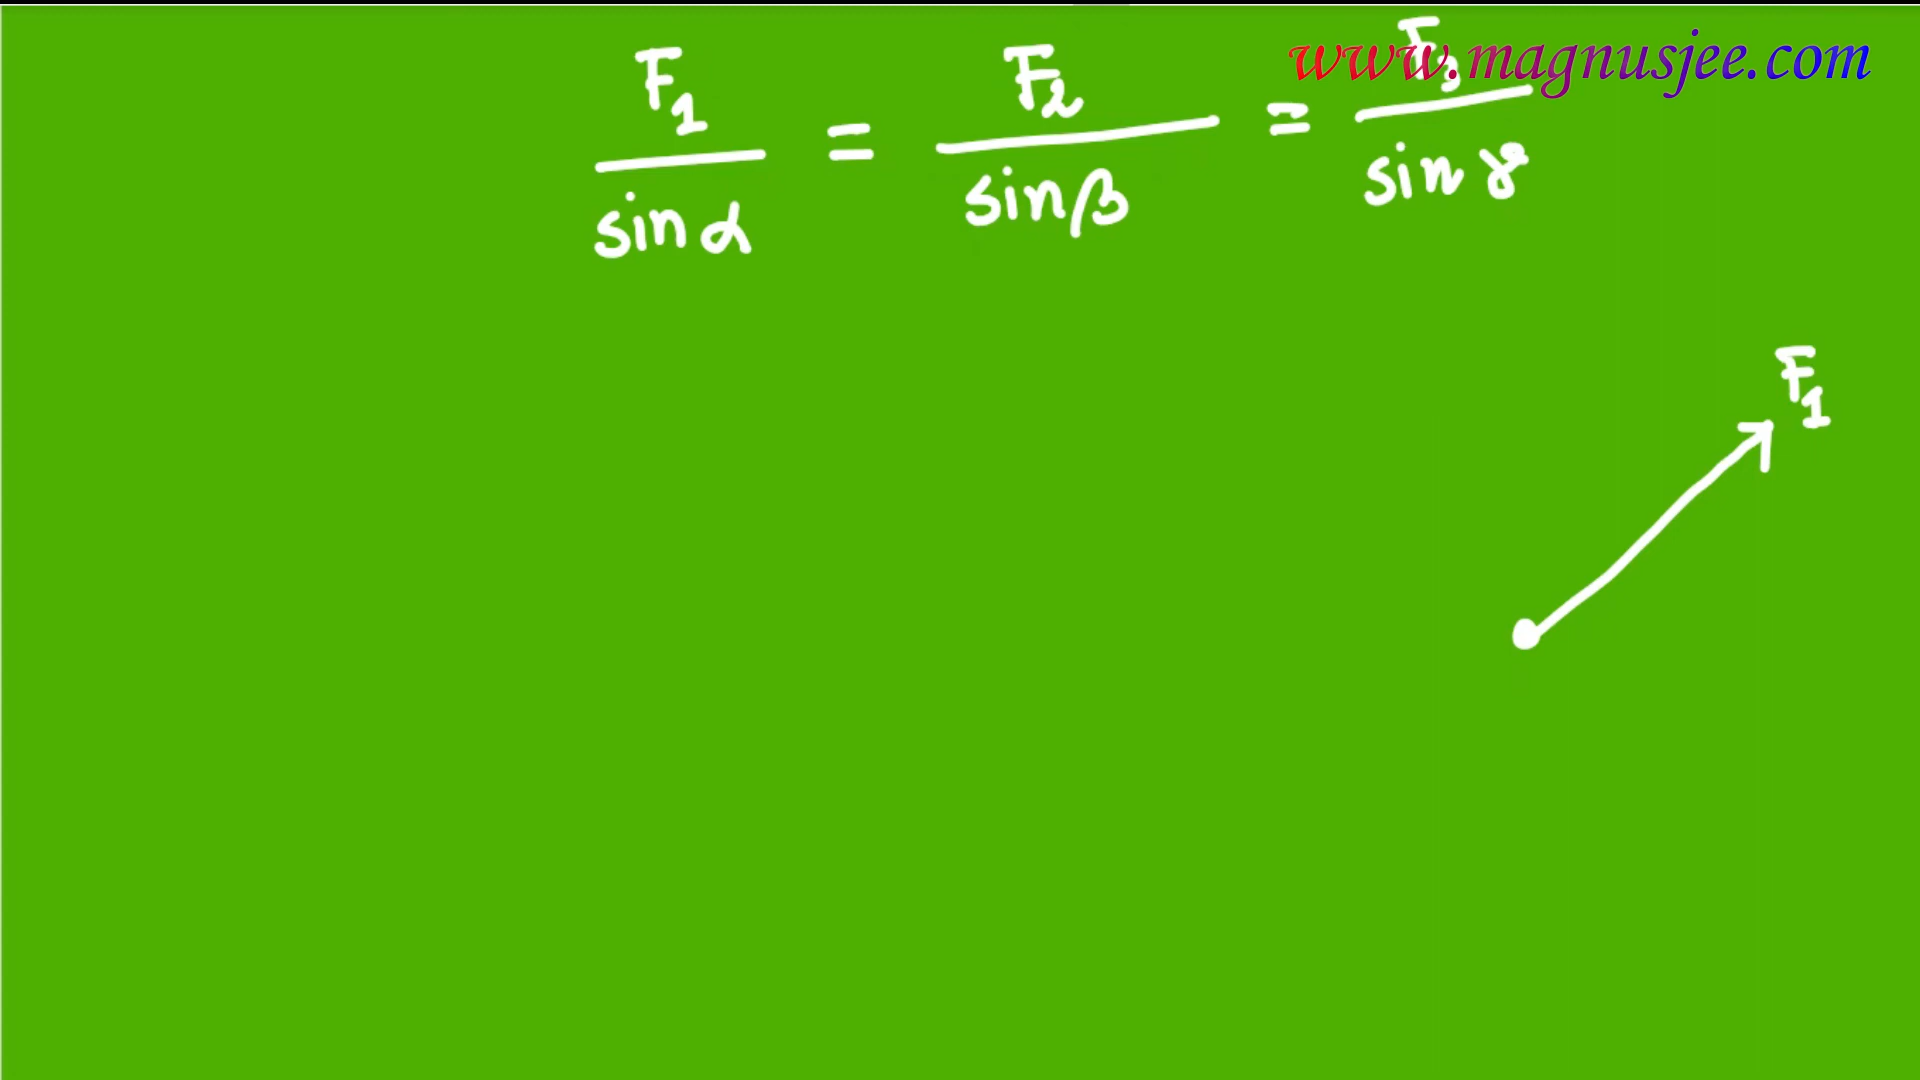 F₁/sin α = F₂/sin β = F₃/sin γ
www.magnusjee.com
F₁